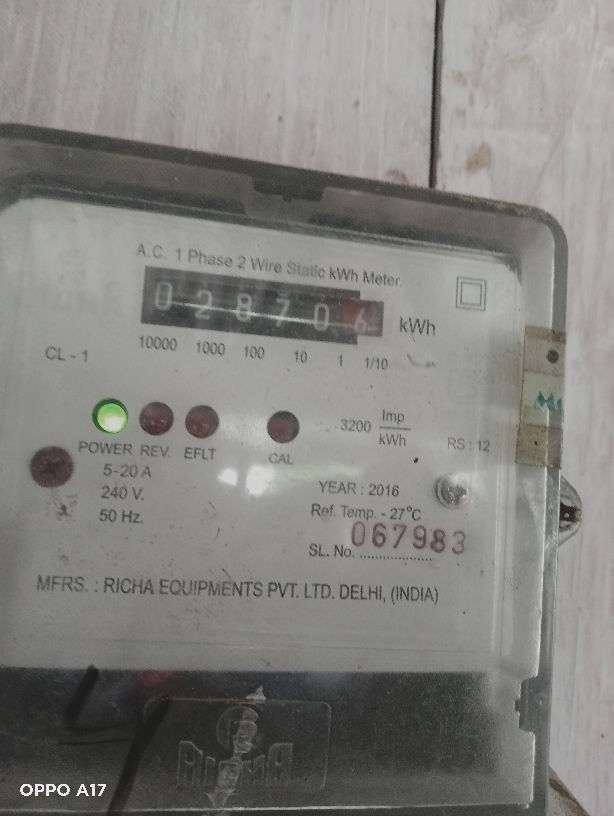 A.C. 1 Phase 2 Wire Static kWh Meter.
028706 kWh
10000 1000 100 10 1 1/10
CL - 1
3200 Imp/kWh
RS : 12
POWER REV. EFLT CAL
5-20 A
240 V.
50 Hz.
YEAR : 2016
Ref. Temp. - 27°C
SL. No. 067983
MFRS. : RICHA EQUIPMENTS PVT. LTD. DELHI, (INDIA)
RICHA
OPPO A17